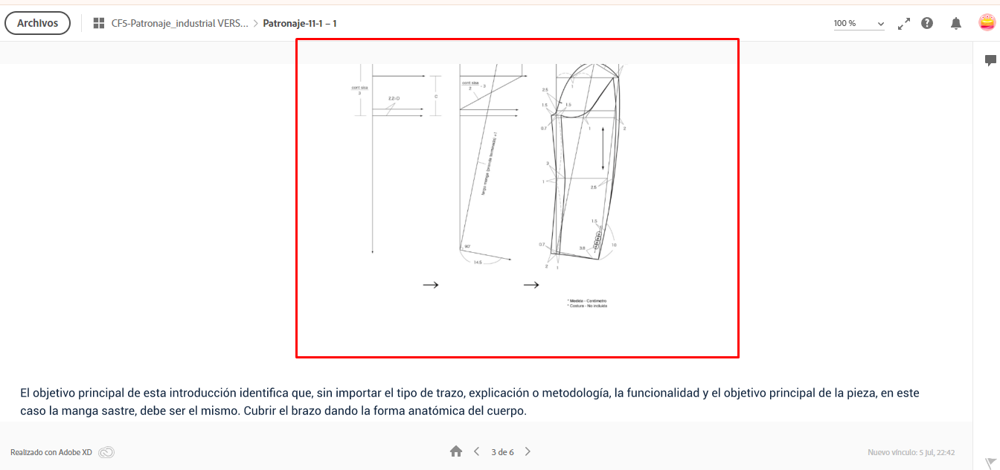 Archivos
CF5-Patronaje_industrial VERS... > Patronaje-11-1 – 1
100 %
cont sisa
3
2.2=O
C
cont sisa
2
- 3
largo manga (prenda terminada) +1
90°
14.5
1
2.5
1.5
1.5
0.7
1
2
3
1
2.5
1.5
0.7
3.8
10
2
1
* Medida - Centímetro
* Costura - No incluida
El objetivo principal de esta introducción identifica que, sin importar el tipo de trazo, explicación o metodología, la funcionalidad y el objetivo principal de la pieza, en este
caso la manga sastre, debe ser el mismo. Cubrir el brazo dando la forma anatómica del cuerpo.
Realizado con Adobe XD
3 de 6
Nuevo vínculo: 5 jul, 22:42